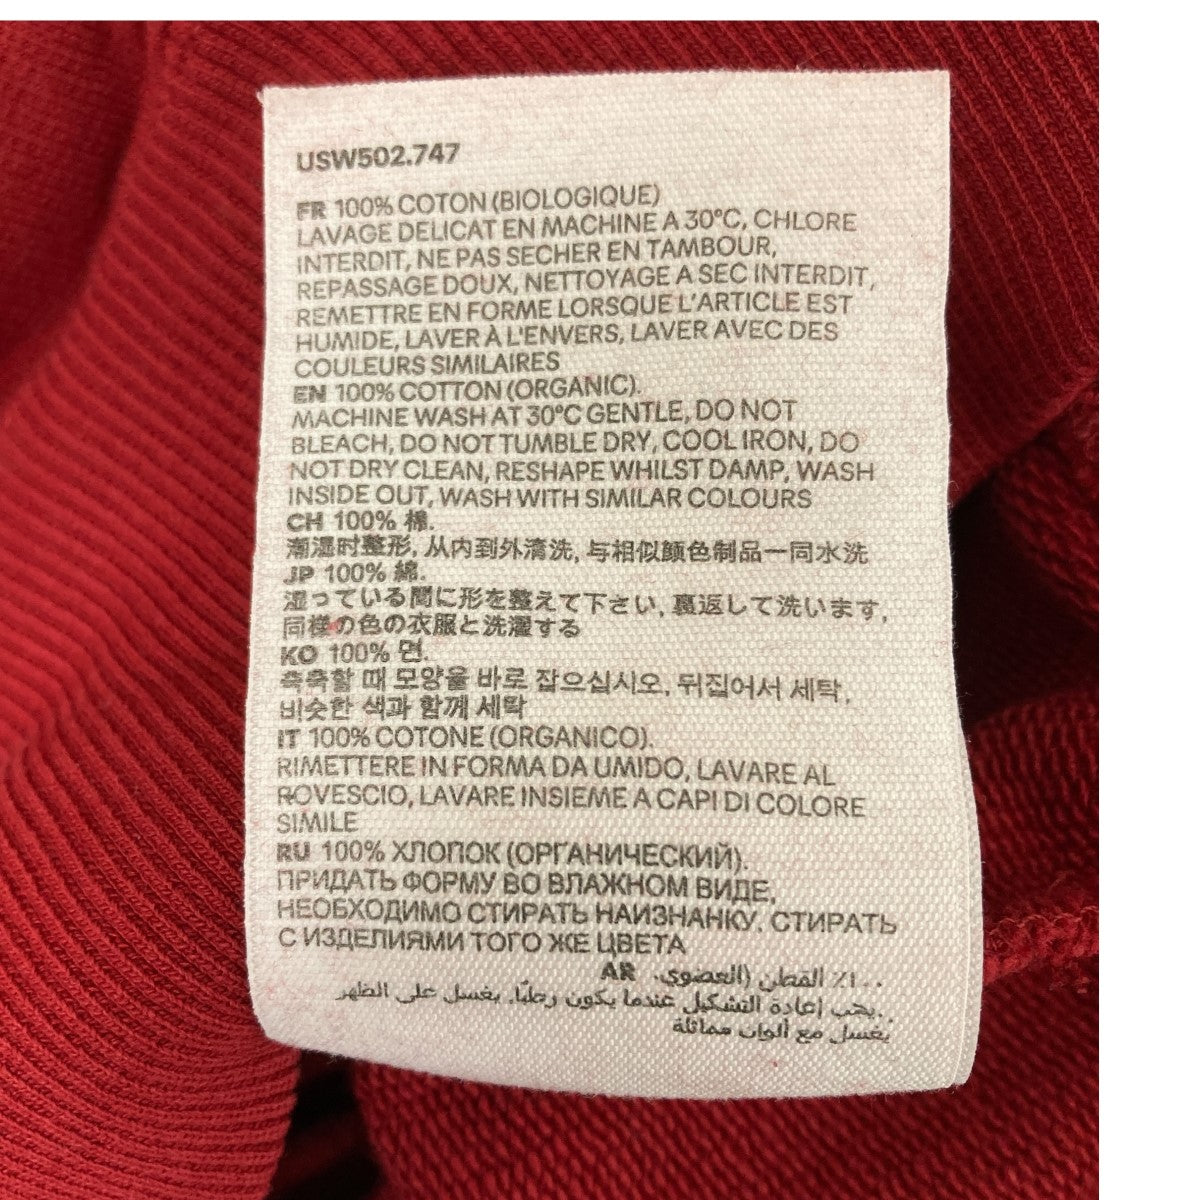 USW502.747
FR 100% COTON (BIOLOGIQUE)
LAVAGE DELICAT EN MACHINE A 30°C, CHLORE
INTERDIT, NE PAS SECHER EN TAMBOUR,
REPASSAGE DOUX, NETTOYAGE A SEC INTERDIT,
REMETTRE EN FORME LORSQUE L'ARTICLE EST
HUMIDE, LAVER À L'ENVERS, LAVER AVEC DES
COULEURS SIMILAIRES
EN 100% COTTON (ORGANIC).
MACHINE WASH AT 30°C GENTLE, DO NOT
BLEACH, DO NOT TUMBLE DRY, COOL IRON, DO
NOT DRY CLEAN, RESHAPE WHILST DAMP, WASH
INSIDE OUT, WASH WITH SIMILAR COLOURS
CH 100% 棉.
潮湿时整形, 从内到外清洗, 与相似颜色制品一同水洗
JP 100% 綿.
湿っている間に形を整えて下さい, 裏返して洗います,
同様の色の衣服と洗濯する
KO 100% 면.
축축할 때 모양을 바로 잡으십시오, 뒤집어서 세탁,
비슷한 색과 함께 세탁
IT 100% COTONE (ORGANICO).
RIMETTERE IN FORMA DA UMIDO, LAVARE AL
ROVESCIO, LAVARE INSIEME A CAPI DI COLORE
SIMILE
RU 100% ХЛОПОК (ОРГАНИЧЕСКИЙ).
ПРИДАТЬ ФОРМУ ВО ВЛАЖНОМ ВИДЕ,
НЕОБХОДИМО СТИРАТЬ НАИЗНАНКУ. СТИРАТЬ
С ИЗДЕЛИЯМИ ТОГО ЖЕ ЦВЕТА
١٠٠٪ القطن (العضوي. AR
يجب إعادة التشكيل عندما يكون رطبًا. يغسل على الظهر..
يغسل مع ألوان مماثلة